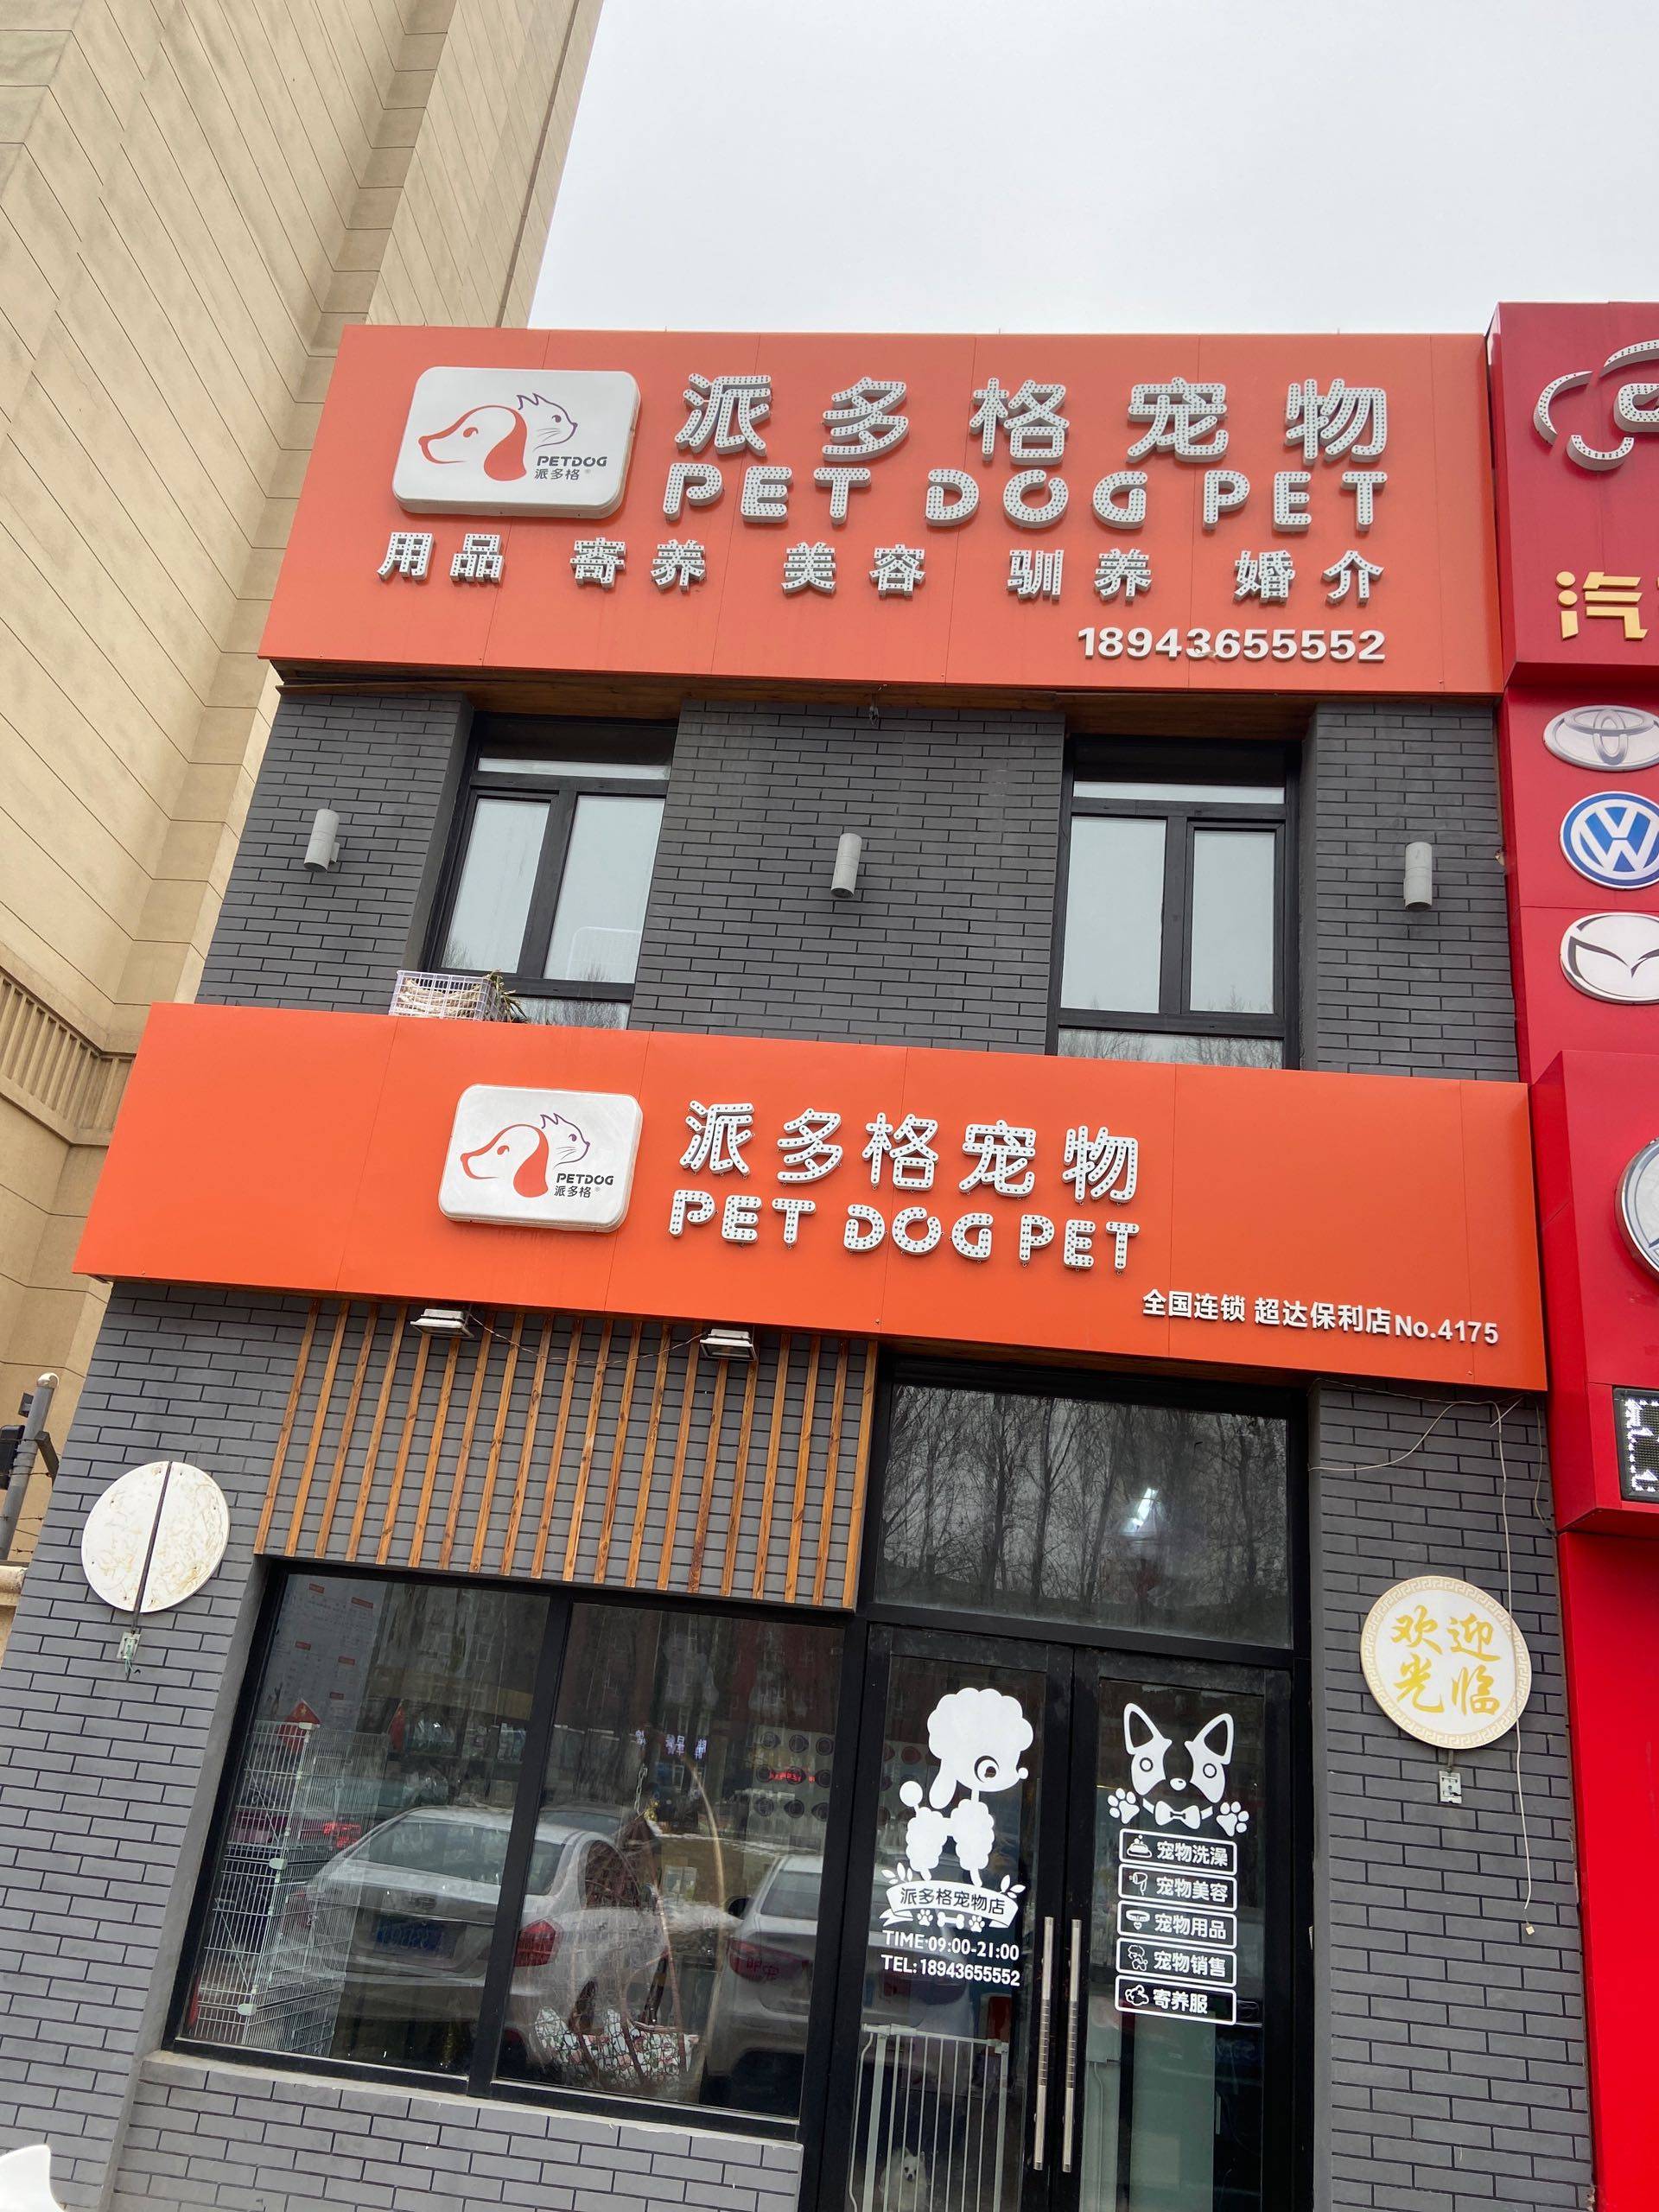 PETDOG
派多格®
派多格宠物
PET DOG PET
用品 寄养 美容 驯养 婚介
18943655552
汽
PETDOG
派多格®
派多格宠物
PET DOG PET
全国连锁 超达保利店No.4175
欢迎
光临
派多格宠物店
TIME·09:00-21:00
TEL:18943655552
宠物洗澡
宠物美容
宠物用品
宠物销售
寄养服